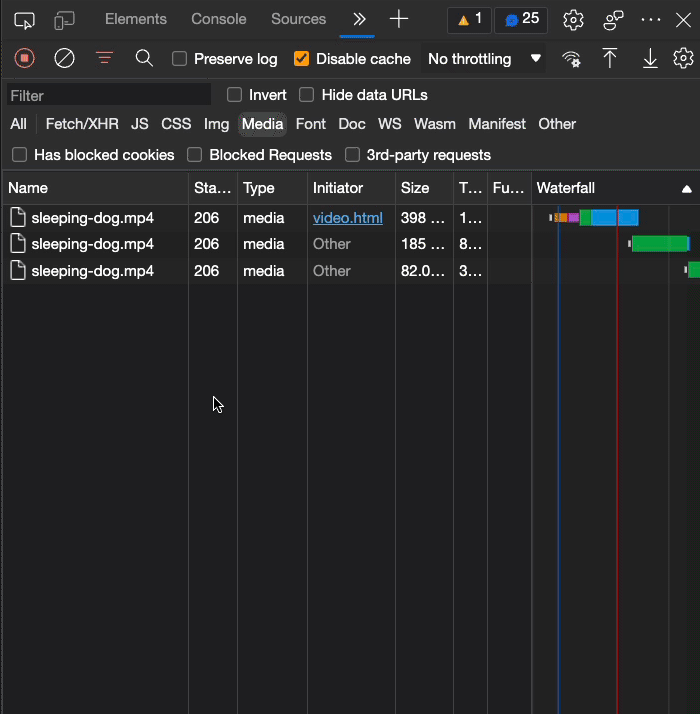 Elements Console Sources 1 25
Preserve log Disable cache No throttling
Filter Invert Hide data URLs
All Fetch/XHR JS CSS Img Media Font Doc WS Wasm Manifest Other
Has blocked cookies Blocked Requests 3rd-party requests
Name Sta... Type Initiator Size T... Fu... Waterfall
sleeping-dog.mp4 206 media video.html 398 ... 1...
sleeping-dog.mp4 206 media Other 185 ... 8...
sleeping-dog.mp4 206 media Other 82.0... 3...